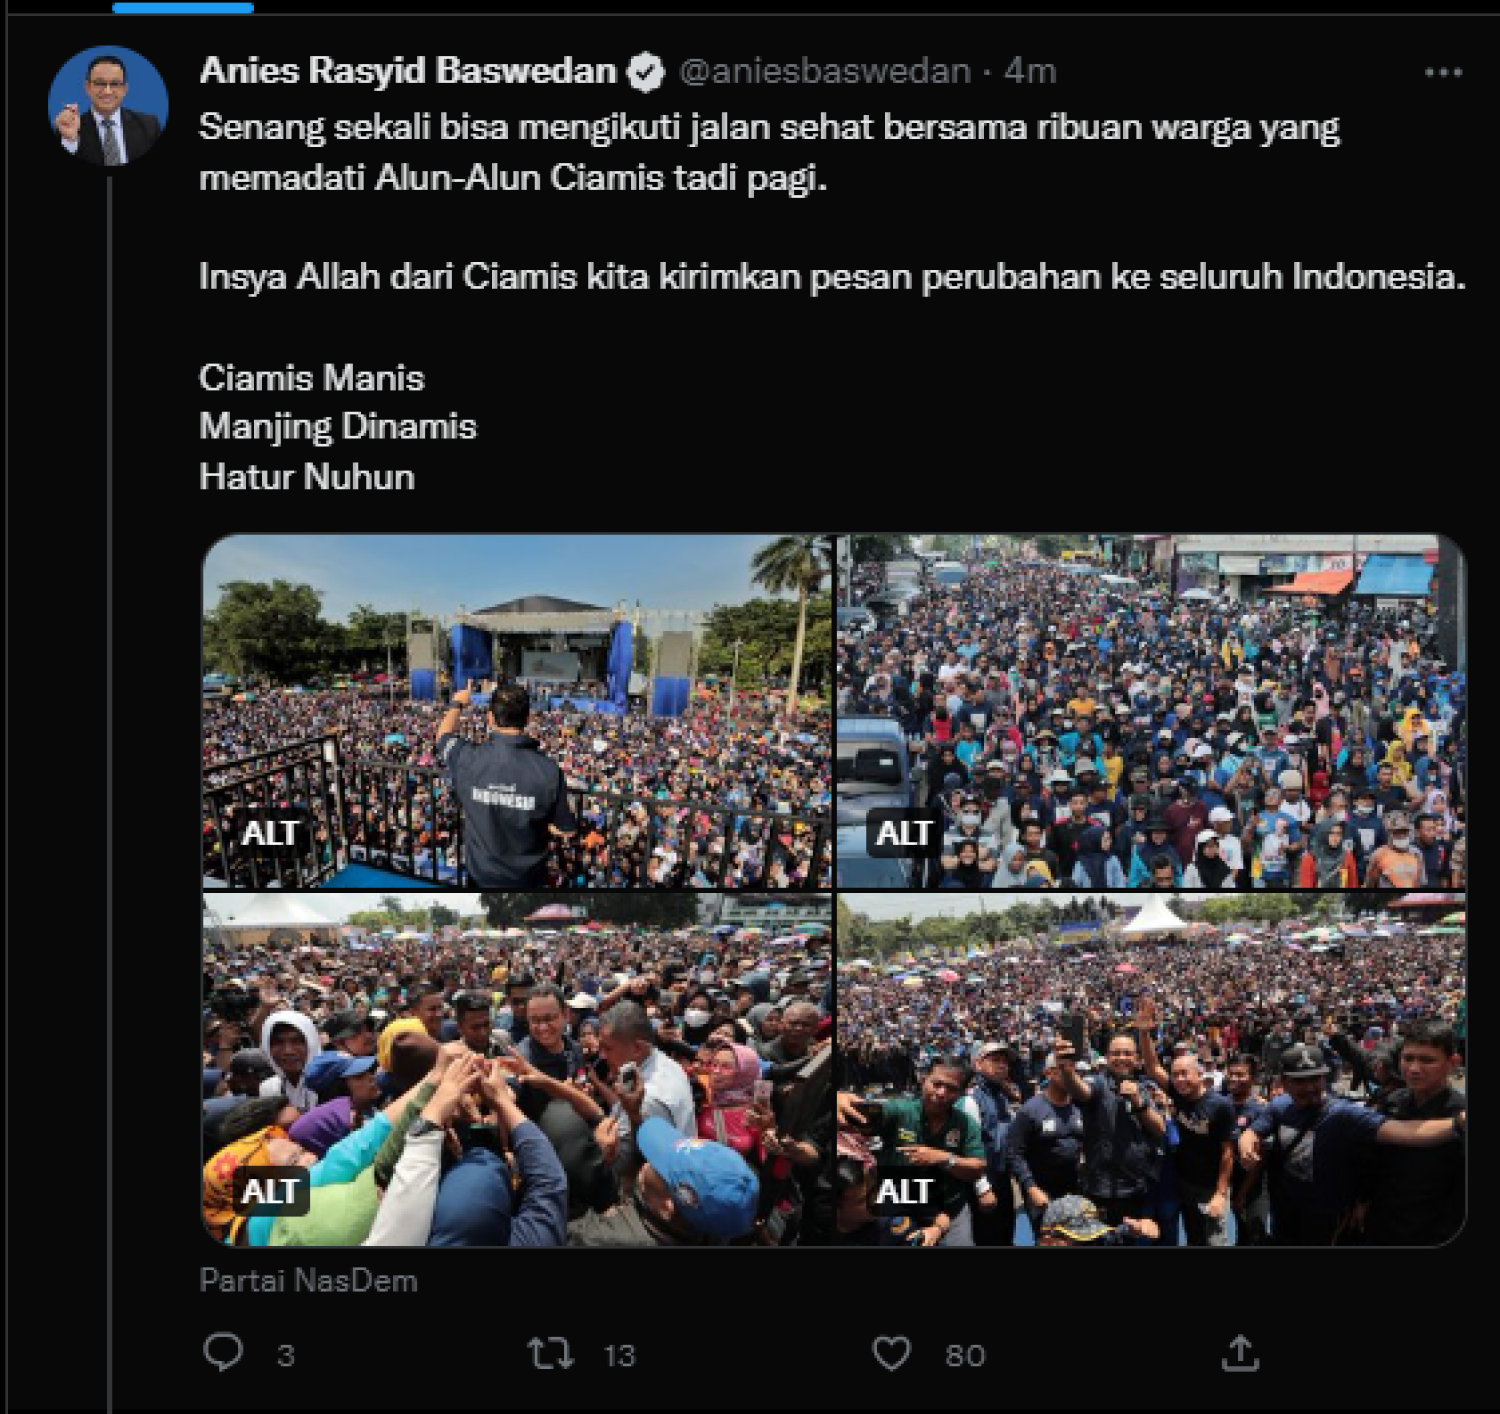 Anies Rasyid Baswedan @aniesbaswedan · 4m
Senang sekali bisa mengikuti jalan sehat bersama ribuan warga yang
memadati Alun-Alun Ciamis tadi pagi.
Insya Allah dari Ciamis kita kirimkan pesan perubahan ke seluruh Indonesia.
Ciamis Manis
Manjing Dinamis
Hatur Nuhun
INDONESIA
ALT
ALT
ALT
ALT
Partai NasDem
3 13 80